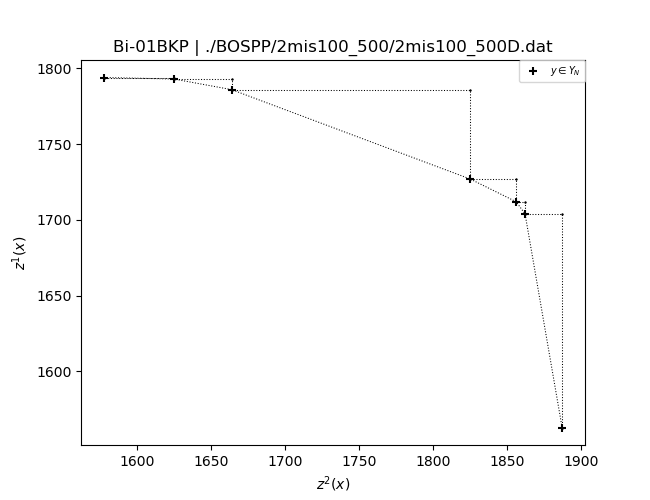 Bi-01BKP | ./BOSPP/2mis100_500/2mis100_500D.dat
y ∈ Y_N
1800
1750
1700
1650
1600
z^1(x)
1600 1650 1700 1750 1800 1850 1900
z^2(x)